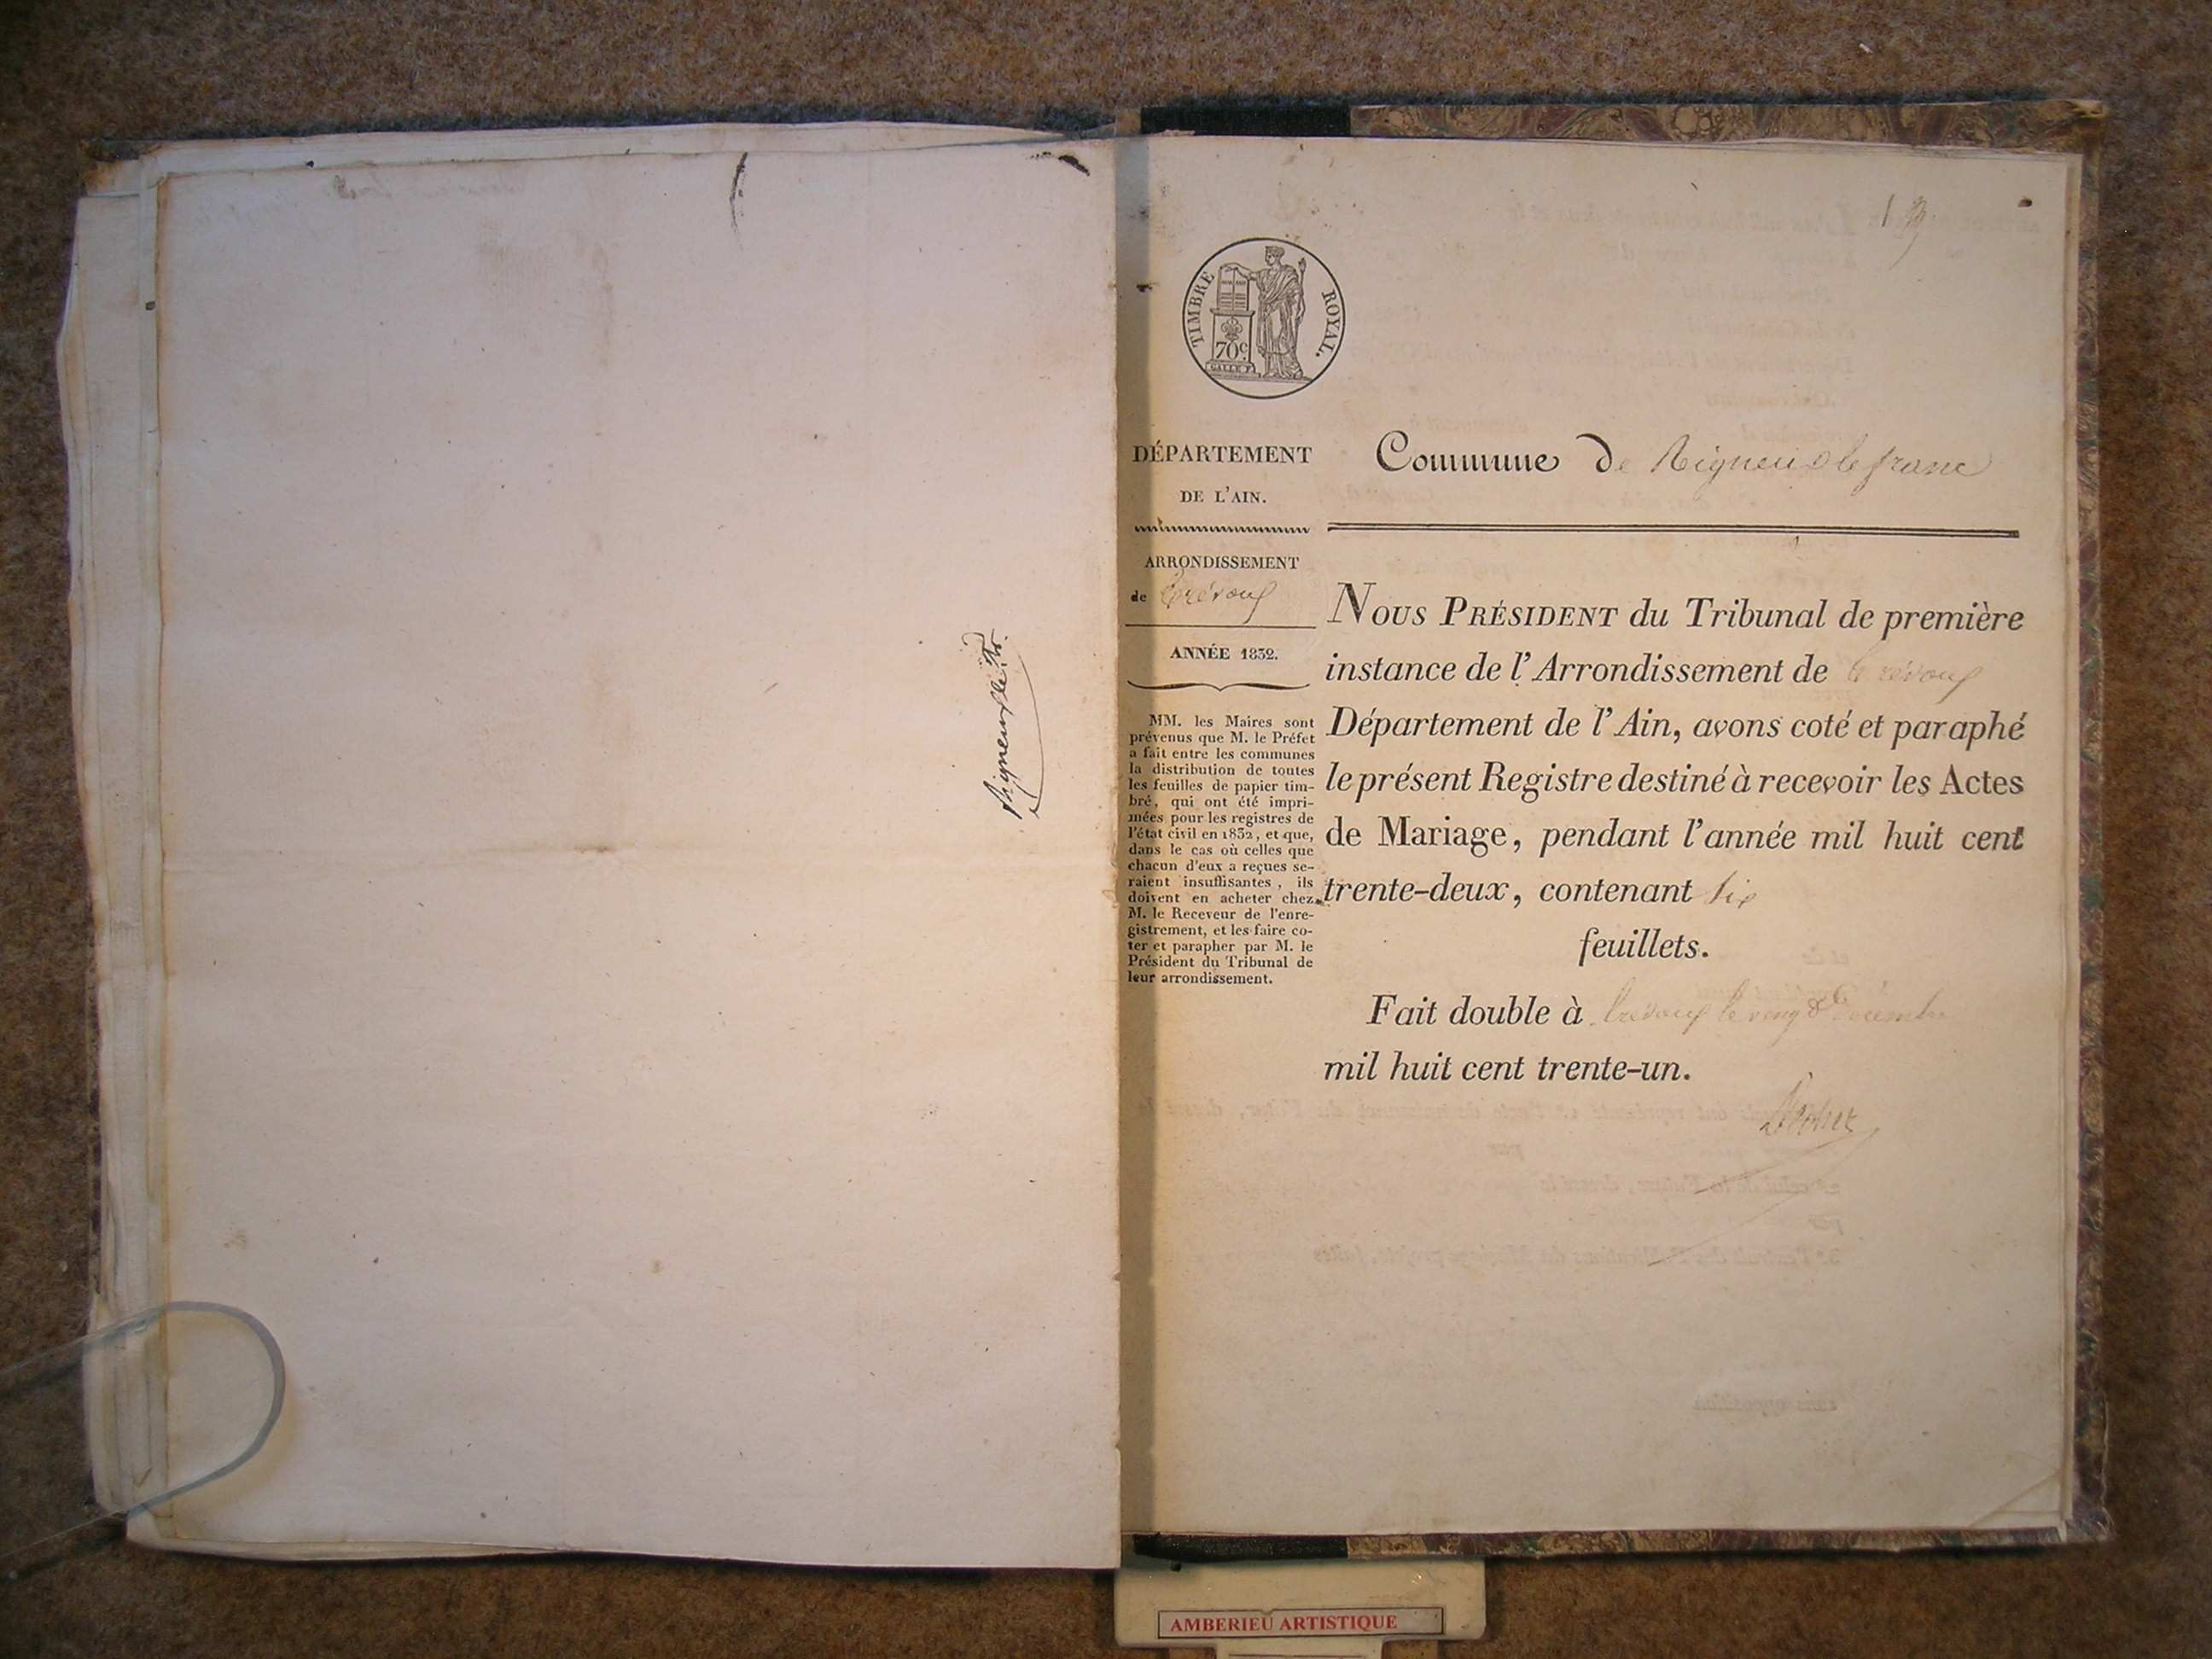 Rigneux le fr.
1
TIMBRE ROYAL.
70c
GALLE F.
DÉPARTEMENT
DE L'AIN.
Commune de Rigneux le franc
ARRONDISSEMENT
de Trévoux
ANNÉE 1832.
MM. les Maires sont
prévenus que M. le Préfet
a fait entre les communes
la distribution de toutes
les feuilles de papier tim-
bré, qui ont été impri-
mées pour les registres de
l'état civil en 1832, et que,
dans le cas où celles que
chacun d'eux a reçues se-
raient insuffisantes, ils
doivent en acheter chez
M. le Receveur de l'enre-
gistrement, et les faire co-
ter et parapher par M. le
Président du Tribunal de
leur arrondissement.
NOUS PRÉSIDENT du Tribunal de première
instance de l'Arrondissement de Trévoux
Département de l'Ain, avons coté et paraphé
le présent Registre destiné à recevoir les Actes
de Mariage, pendant l'année mil huit cent
trente-deux, contenant six
feuillets.
Fait double à Trévoux le vingt Décembre
mil huit cent trente-un.
AMBERIEU ARTISTIQUE